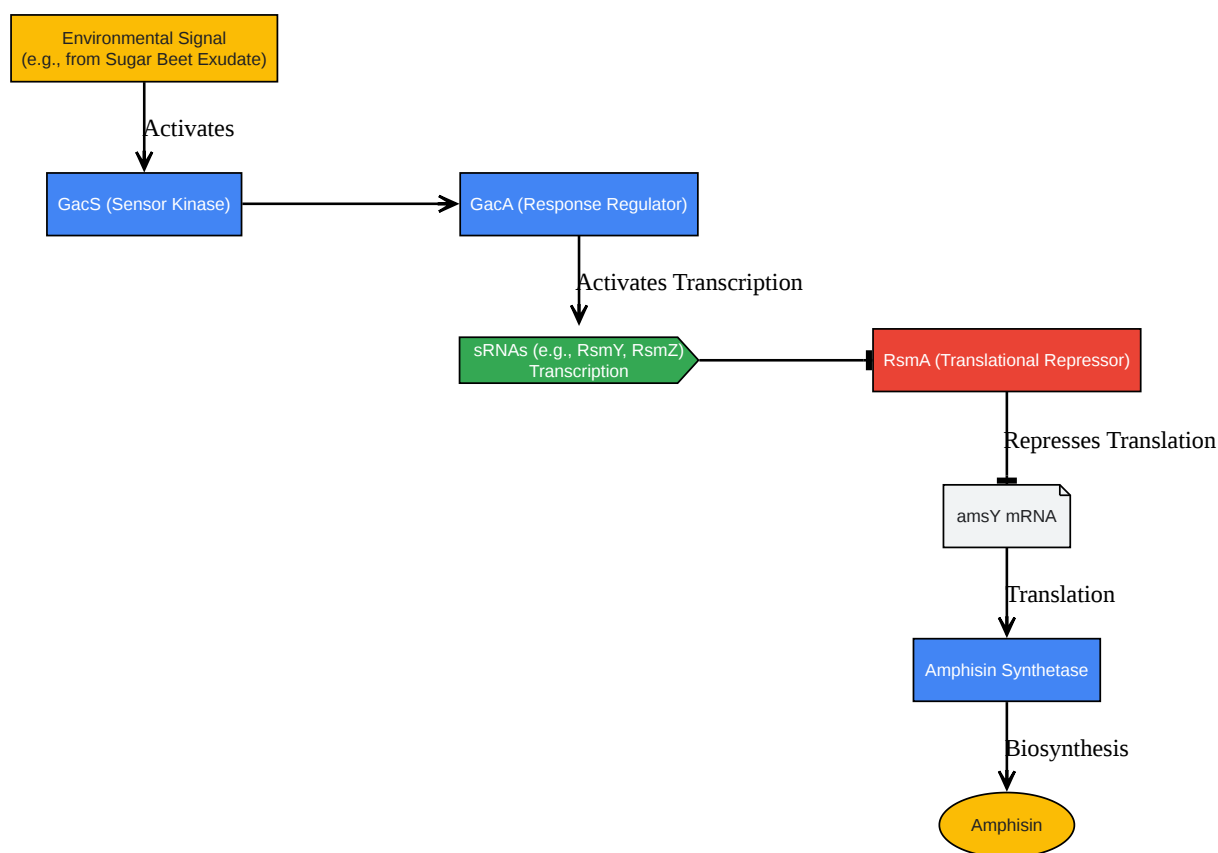 Environmental Signal
(e.g., from Sugar Beet Exudate)
Activates
GacS (Sensor Kinase)
GacA (Response Regulator)
Activates Transcription
sRNAs (e.g., RsmY, RsmZ)
Transcription
RsmA (Translational Repressor)
Represses Translation
amsY mRNA
Translation
Amphisin Synthetase
Biosynthesis
Amphisin